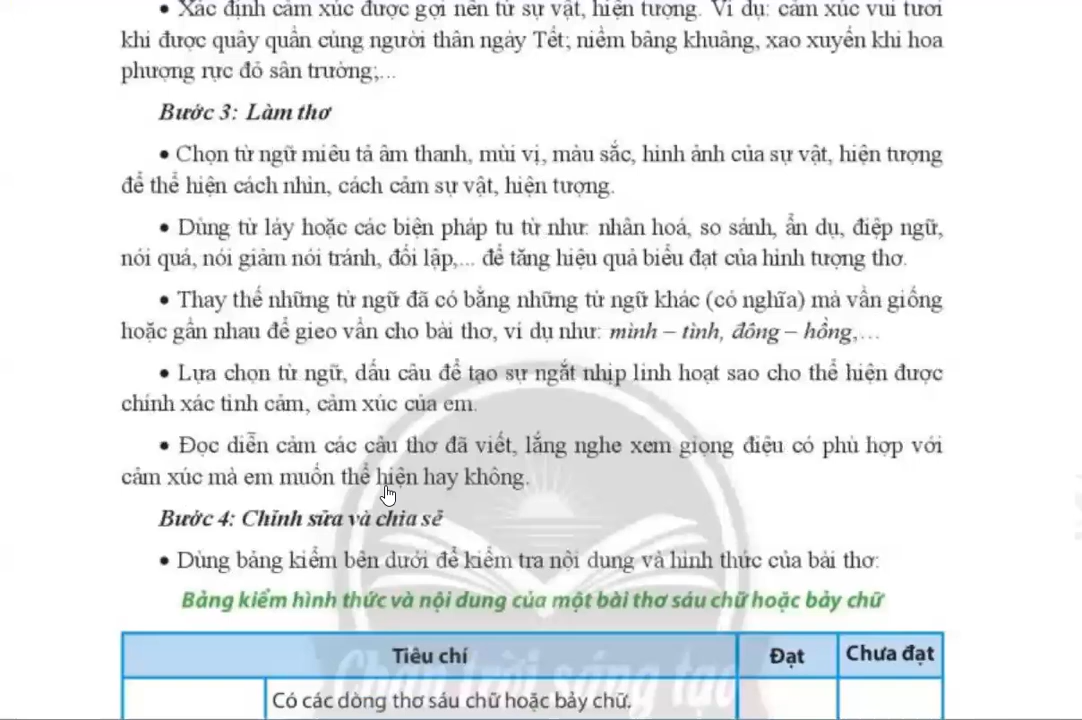 • Xác định cảm xúc được gợi nên từ sự vật, hiện tượng. Ví dụ: cảm xúc vui tươi
khi được quây quần cùng người thân ngày Tết; niềm bâng khuâng, xao xuyến khi hoa
phượng rực đỏ sân trường;...
Bước 3: Làm thơ
• Chọn từ ngữ miêu tả âm thanh, mùi vị, màu sắc, hình ảnh của sự vật, hiện tượng
để thể hiện cách nhìn, cách cảm sự vật, hiện tượng.
• Dùng từ láy hoặc các biện pháp tu từ như: nhân hoá, so sánh, ẩn dụ, điệp ngữ,
nói quá, nói giảm nói tránh, đối lập,... để tăng hiệu quả biểu đạt của hình tượng thơ.
• Thay thế những từ ngữ đã có bằng những từ ngữ khác (có nghĩa) mà vần giống
hoặc gần nhau để gieo vần cho bài thơ, ví dụ như: mình – tình, đông – hồng,...
• Lựa chọn từ ngữ, dấu câu để tạo sự ngắt nhịp linh hoạt sao cho thể hiện được
chính xác tình cảm, cảm xúc của em.
• Đọc diễn cảm các câu thơ đã viết, lắng nghe xem giọng điệu có phù hợp với
cảm xúc mà em muốn thể hiện hay không.
Bước 4: Chỉnh sửa và chia sẻ
• Dùng bảng kiểm bên dưới để kiểm tra nội dung và hình thức của bài thơ:
Bảng kiểm hình thức và nội dung của một bài thơ sáu chữ hoặc bảy chữ
Tiêu chí Đạt Chưa đạt
Chân trời sáng tạo
Có các dòng thơ sáu chữ hoặc bảy chữ.